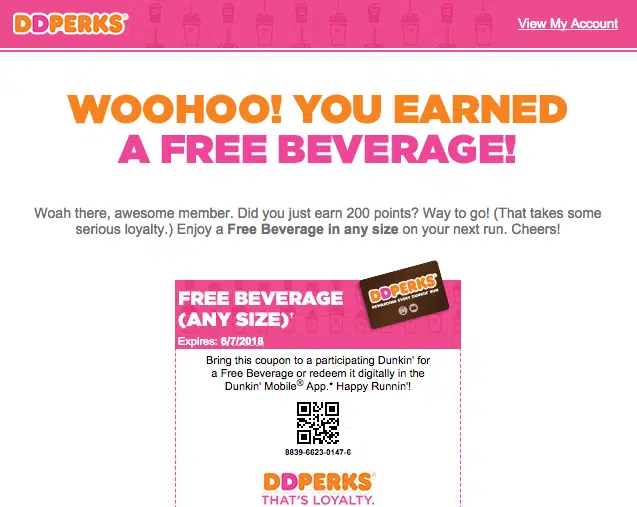 DDPERKS®
View My Account
WOOHOO! YOU EARNED
A FREE BEVERAGE!
Woah there, awesome member. Did you just earn 200 points? Way to go! (That takes some
serious loyalty.) Enjoy a Free Beverage in any size on your next run. Cheers!
DDPERKS®
REWARDING EVERY DUNKIN' RUN
FREE BEVERAGE
(ANY SIZE)†
Expires: 6/7/2018
Bring this coupon to a participating Dunkin' for
a Free Beverage or redeem it digitally in the
Dunkin' Mobile® App.* Happy Runnin'!
8839-6623-0147-6
DDPERKS®
THAT'S LOYALTY.